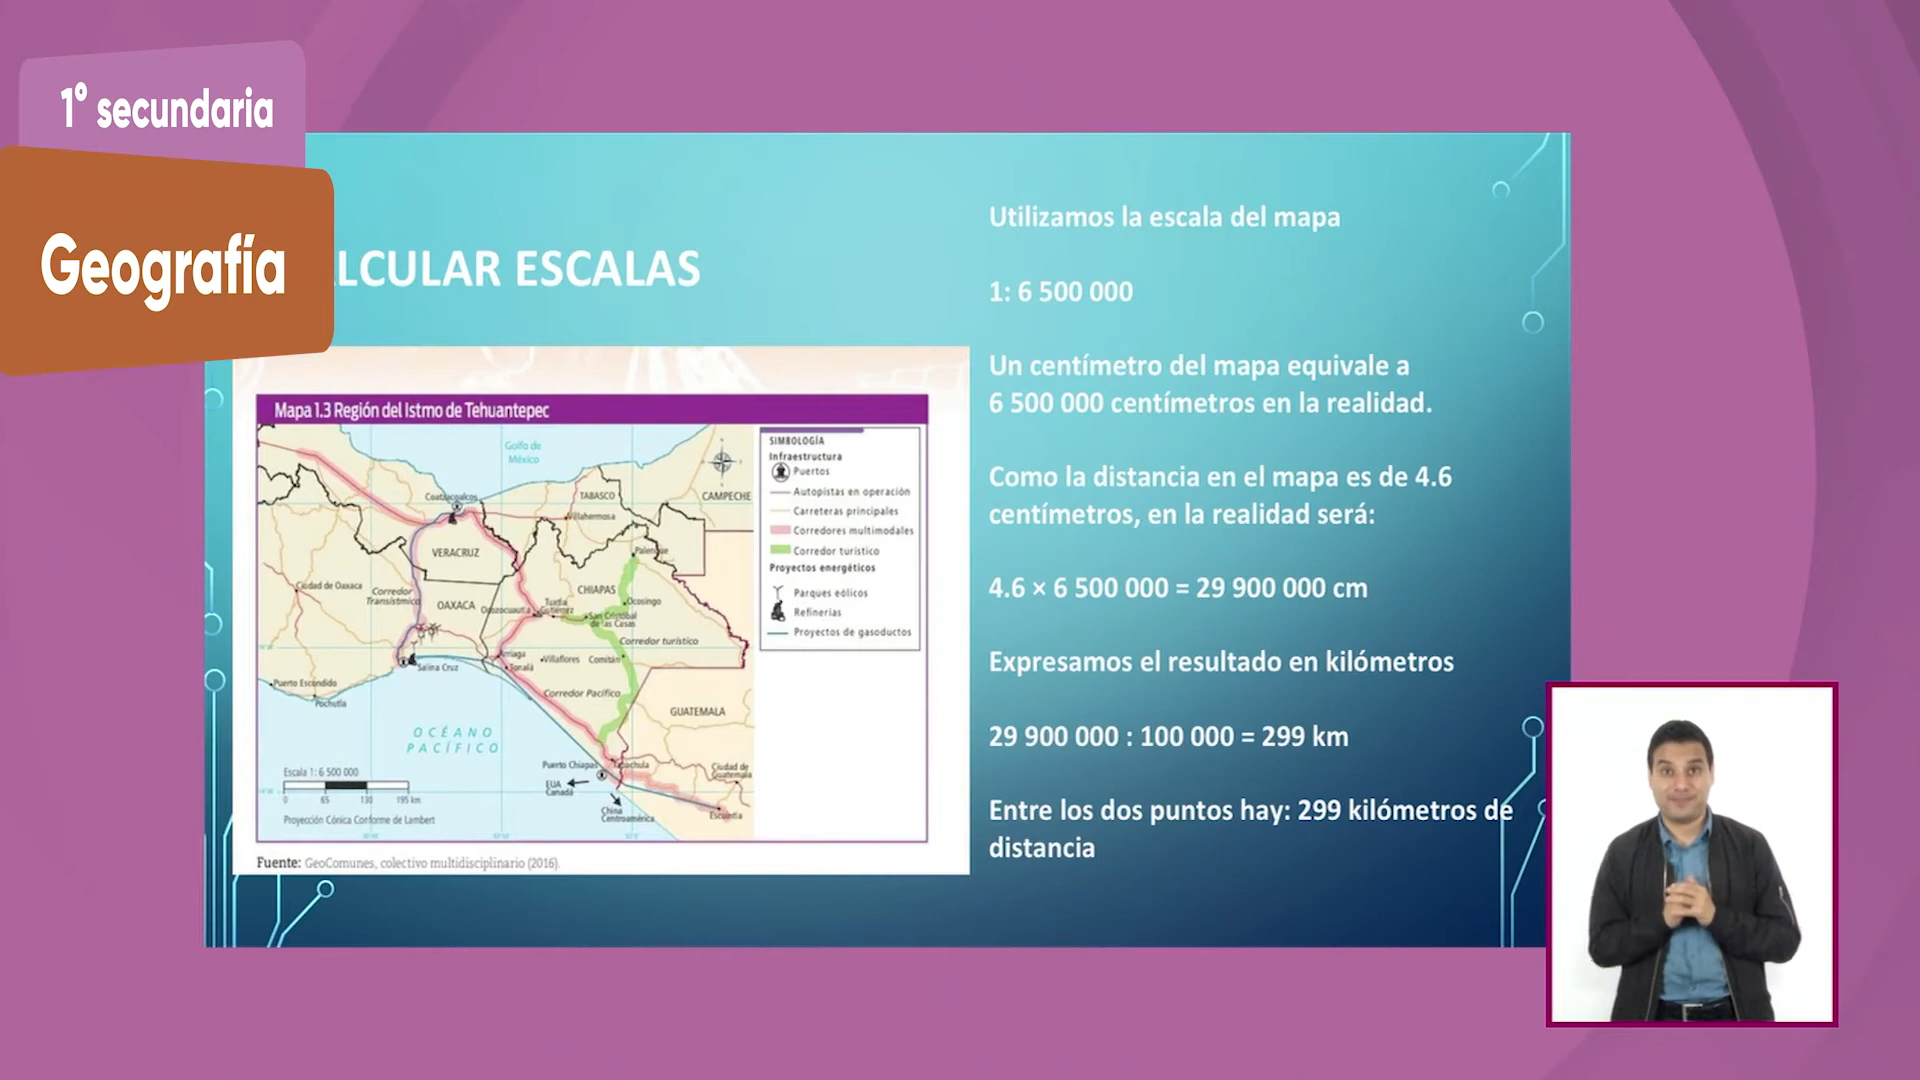 1° secundaria
Geografía
LCULAR ESCALAS
Utilizamos la escala del mapa
1: 6 500 000
Un centímetro del mapa equivale a
6 500 000 centímetros en la realidad.
Como la distancia en el mapa es de 4.6
centímetros, en la realidad será:
4.6 × 6 500 000 = 29 900 000 cm
Expresamos el resultado en kilómetros
29 900 000 : 100 000 = 299 km
Entre los dos puntos hay: 299 kilómetros de
distancia
Mapa 1.3 Región del Istmo de Tehuantepec
Golfo de
México
Coatzacoalcos
TABASCO
CAMPECHE
Villahermosa
VERACRUZ
Palenque
Ciudad de Oaxaca
Corredor
Transístmico
OAXACA
Ocozocuautla
Tuxtla
Gutiérrez
CHIAPAS
Ocosingo
San Cristóbal
de las Casas
Corredor turístico
Salina Cruz
Arriaga
Tonalá
Villaflores
Comitán
Puerto Escondido
Pochutla
Corredor Pacífico
GUATEMALA
OCÉANO
PACÍFICO
Puerto Chiapas
Tapachula
Ciudad de
Guatemala
EUA
Canadá
China
Centroamérica
Escuintla
Escala 1: 6 500 000
0 65 130 195 km
Proyección Cónica Conforme de Lambert
SIMBOLOGÍA
Infraestructura
Puertos
Autopistas en operación
Carreteras principales
Corredores multimodales
Corredor turístico
Proyectos energéticos
Parques eólicos
Refinerías
Proyectos de gasoductos
Fuente: GeoComunes, colectivo multidisciplinario (2016).